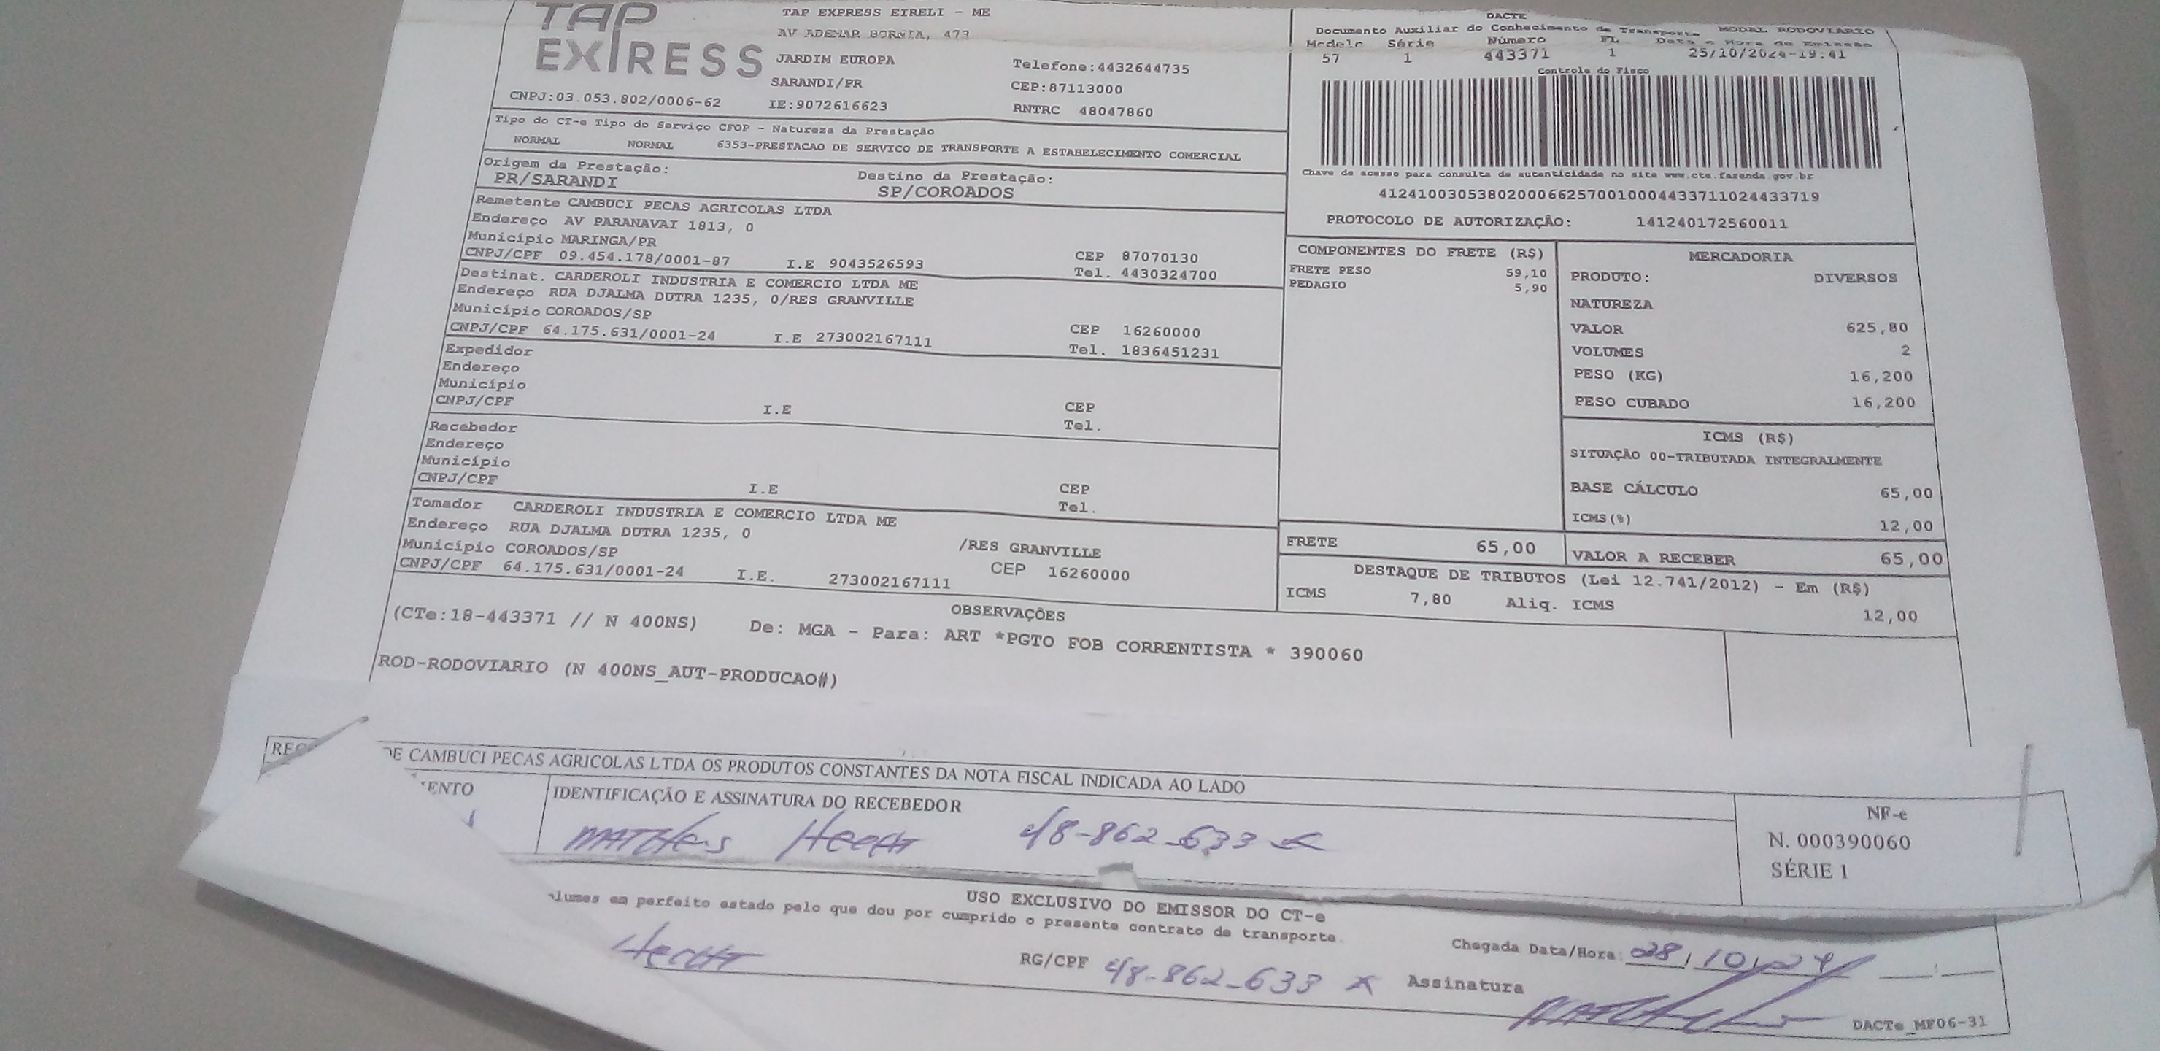 TAP EXPRESS
TAP EXPRESS EIRELI - ME
AV ADEMAR BORNIA, 473
JARDIM EUROPA
SARANDI/PR
Telefone:4432644735
CEP:87113000
CNPJ:03.053.802/0006-62 IE:9072616623 RNTRC 48047860
DACTE
Documento Auxiliar do Conhecimento de Transporte MODAL RODOVIARIO
Modelo Série Número FL Data e Hora de Emissão
57 1 443371 1 25/10/2024-19:41
Controle do Fisco
Chave de acesso para consulta de autenticidade no site www.cte.fazenda.gov.br
41241003053802000662570010004433711024433719
PROTOCOLO DE AUTORIZAÇÃO: 141240172560011
Tipo do CT-e Tipo do Serviço CFOP - Natureza da Prestação
NORMAL NORMAL 6353-PRESTACAO DE SERVICO DE TRANSPORTE A ESTABELECIMENTO COMERCIAL
Origem da Prestação: Destino da Prestação:
PR/SARANDI SP/COROADOS
Remetente CAMBUCI PECAS AGRICOLAS LTDA
Endereço AV PARANAVAI 1813, 0
Município MARINGA/PR CEP 87070130
CNPJ/CPF 09.454.178/0001-87 I.E 9043526593 Tel. 4430324700
Destinat. CARDEROLI INDUSTRIA E COMERCIO LTDA ME
Endereço RUA DJALMA DUTRA 1235, 0/RES GRANVILLE
Município COROADOS/SP CEP 16260000
CNPJ/CPF 64.175.631/0001-24 I.E 273002167111 Tel. 1836451231
Expedidor
Endereço
Município
CNPJ/CPF I.E CEP
Tel.
Recebedor
Endereço
Município
CNPJ/CPF I.E CEP
Tel.
Tomador CARDEROLI INDUSTRIA E COMERCIO LTDA ME
Endereço RUA DJALMA DUTRA 1235, 0 /RES GRANVILLE
Município COROADOS/SP CEP 16260000
CNPJ/CPF 64.175.631/0001-24 I.E. 273002167111
COMPONENTES DO FRETE (R$)
FRETE PESO 59,10
PEDAGIO 5,90
MERCADORIA
PRODUTO: DIVERSOS
NATUREZA
VALOR 625,80
VOLUMES 2
PESO (KG) 16,200
PESO CUBADO 16,200
ICMS (R$)
SITUAÇÃO 00-TRIBUTADA INTEGRALMENTE
BASE CÁLCULO 65,00
ICMS(%) 12,00
FRETE 65,00 VALOR A RECEBER 65,00
DESTAQUE DE TRIBUTOS (Lei 12.741/2012) - Em (R$)
ICMS 7,80 Aliq. ICMS 12,00
OBSERVAÇÕES
(CTe:18-443371 // N 400NS) De: MGA - Para: ART *PGTO FOB CORRENTISTA * 390060
ROD-RODOVIARIO (N 400NS_AUT-PRODUCAO#)
DE CAMBUCI PECAS AGRICOLAS LTDA OS PRODUTOS CONSTANTES DA NOTA FISCAL INDICADA AO LADO
IDENTIFICAÇÃO E ASSINATURA DO RECEBEDOR
Hecht 48-862-633 x
NF-e
N. 000390060
SÉRIE 1
USO EXCLUSIVO DO EMISSOR DO CT-e
em perfeito estado pelo que dou por cumprido o presente contrato de transporte.
Hecht RG/CPF 48-862-633 x
Chegada Data/Hora: 28/10/24
Assinatura
DACTe_MF06-31